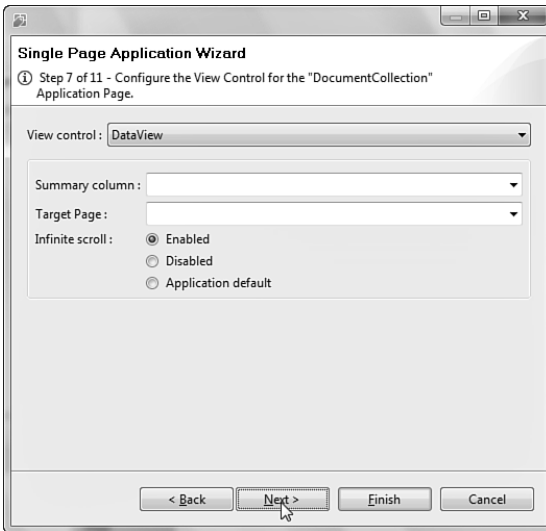 Single Page Application Wizard
Step 7 of 11 - Configure the View Control for the "DocumentCollection"
Application Page.
View control : DataView
Summary column :
Target Page :
Infinite scroll : Enabled
Disabled
Application default
< Back Next > Finish Cancel